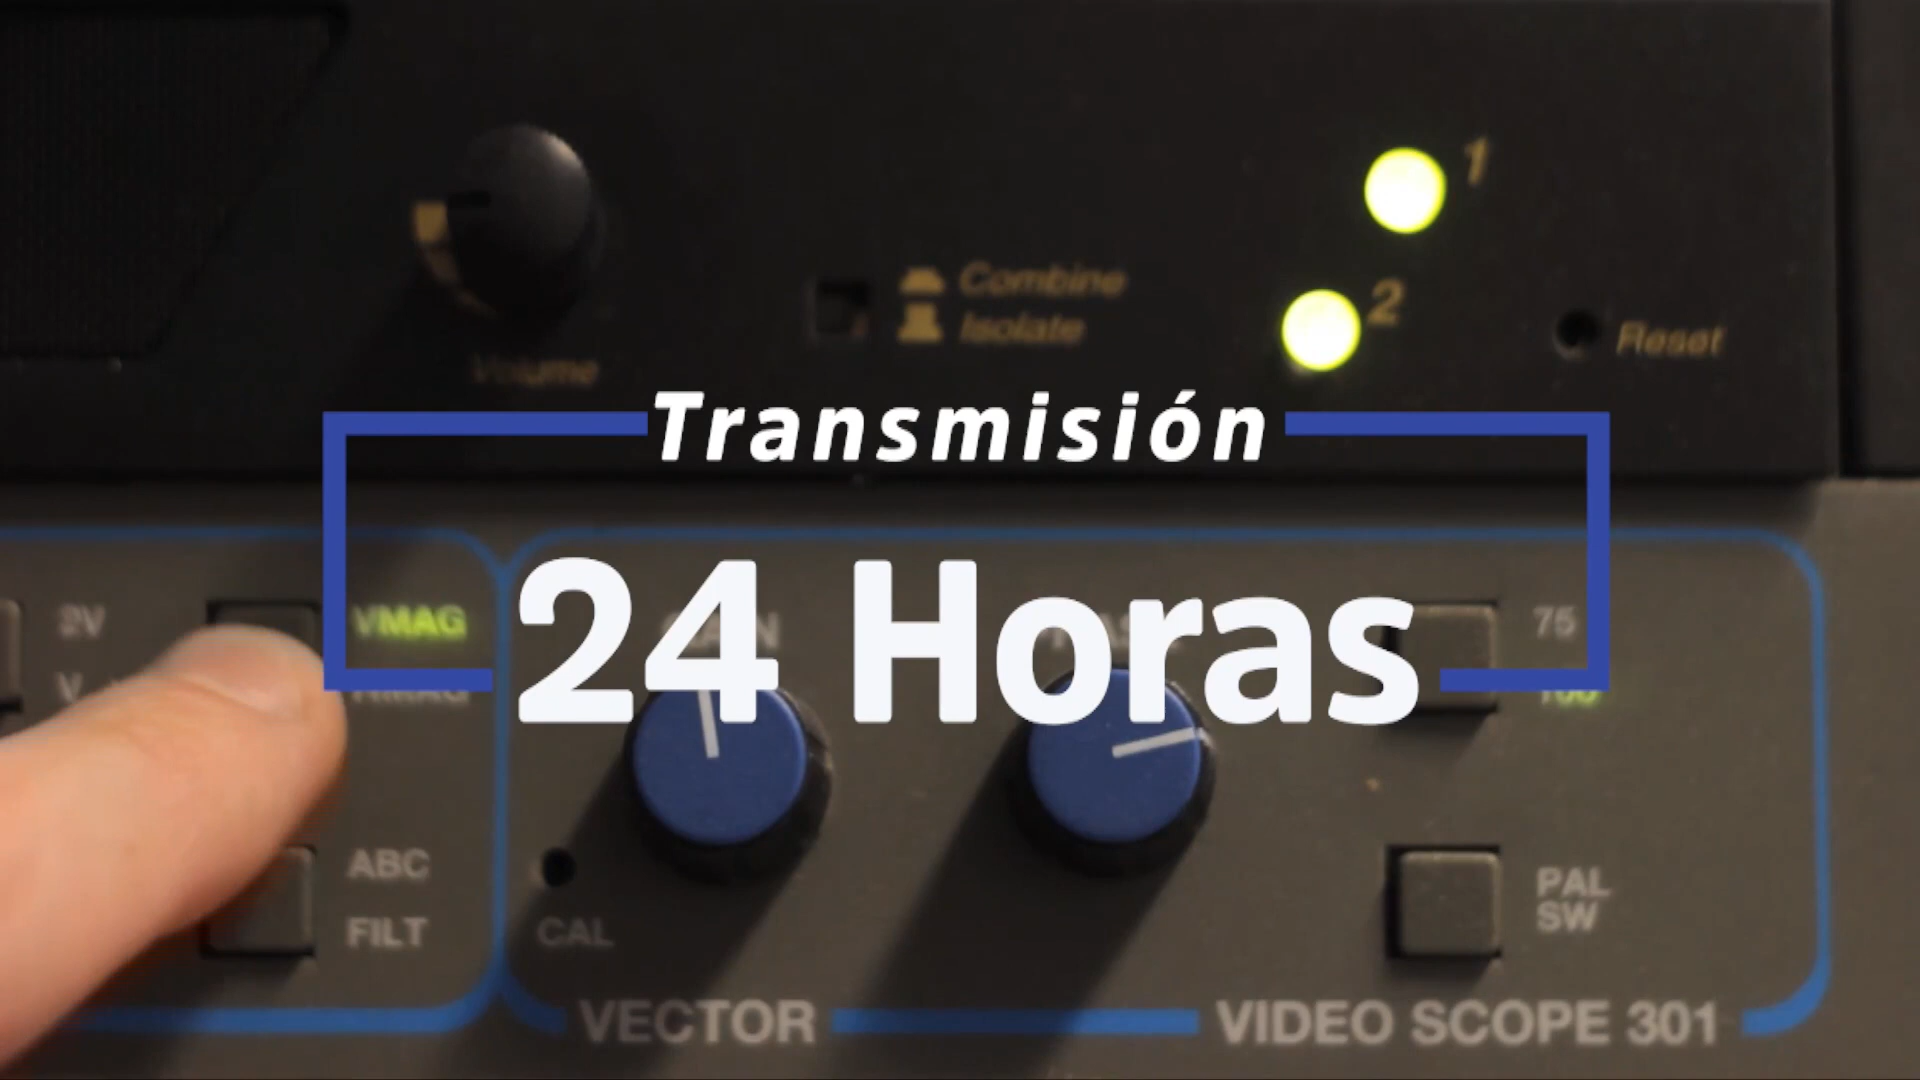 1
2
Combine
Isolate
Reset
Volume
Transmisión
24 Horas
2V
VMAG
75
100
ABC
FILT
CAL
PAL
SW
VECTOR
VIDEO SCOPE 301